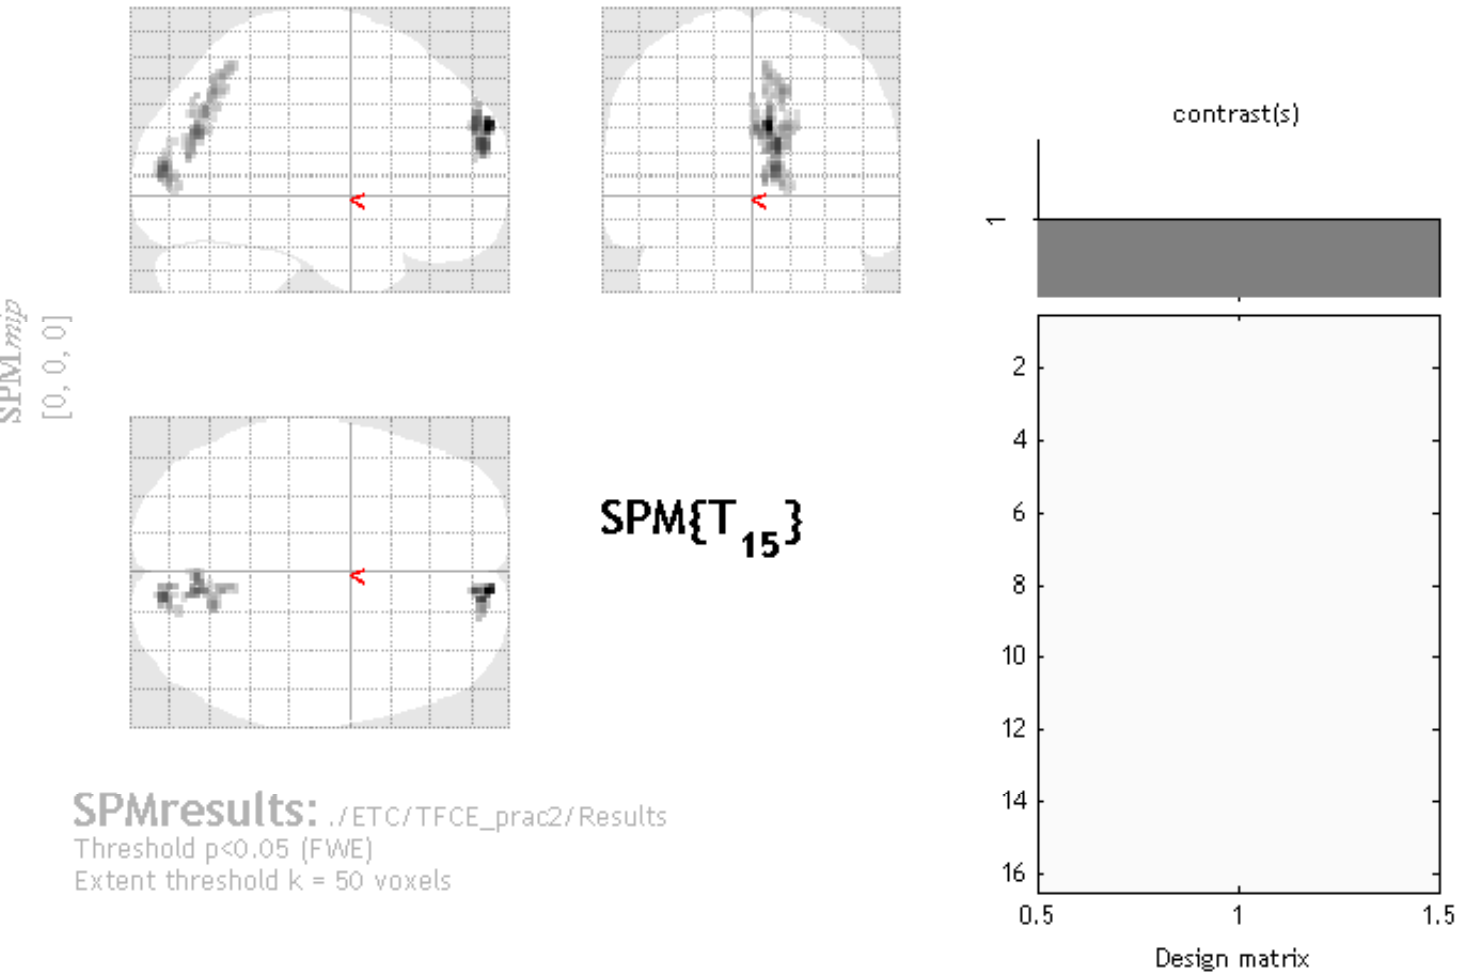 contrast(s)
1
SPMmip
[0, 0, 0]
2
4
6
8
10
12
14
16
0.5
1
1.5
Design matrix
SPM{T15}
SPMresults: ./ETC/TFCE_prac2/Results
Threshold p<0.05 (FWE)
Extent threshold k = 50 voxels